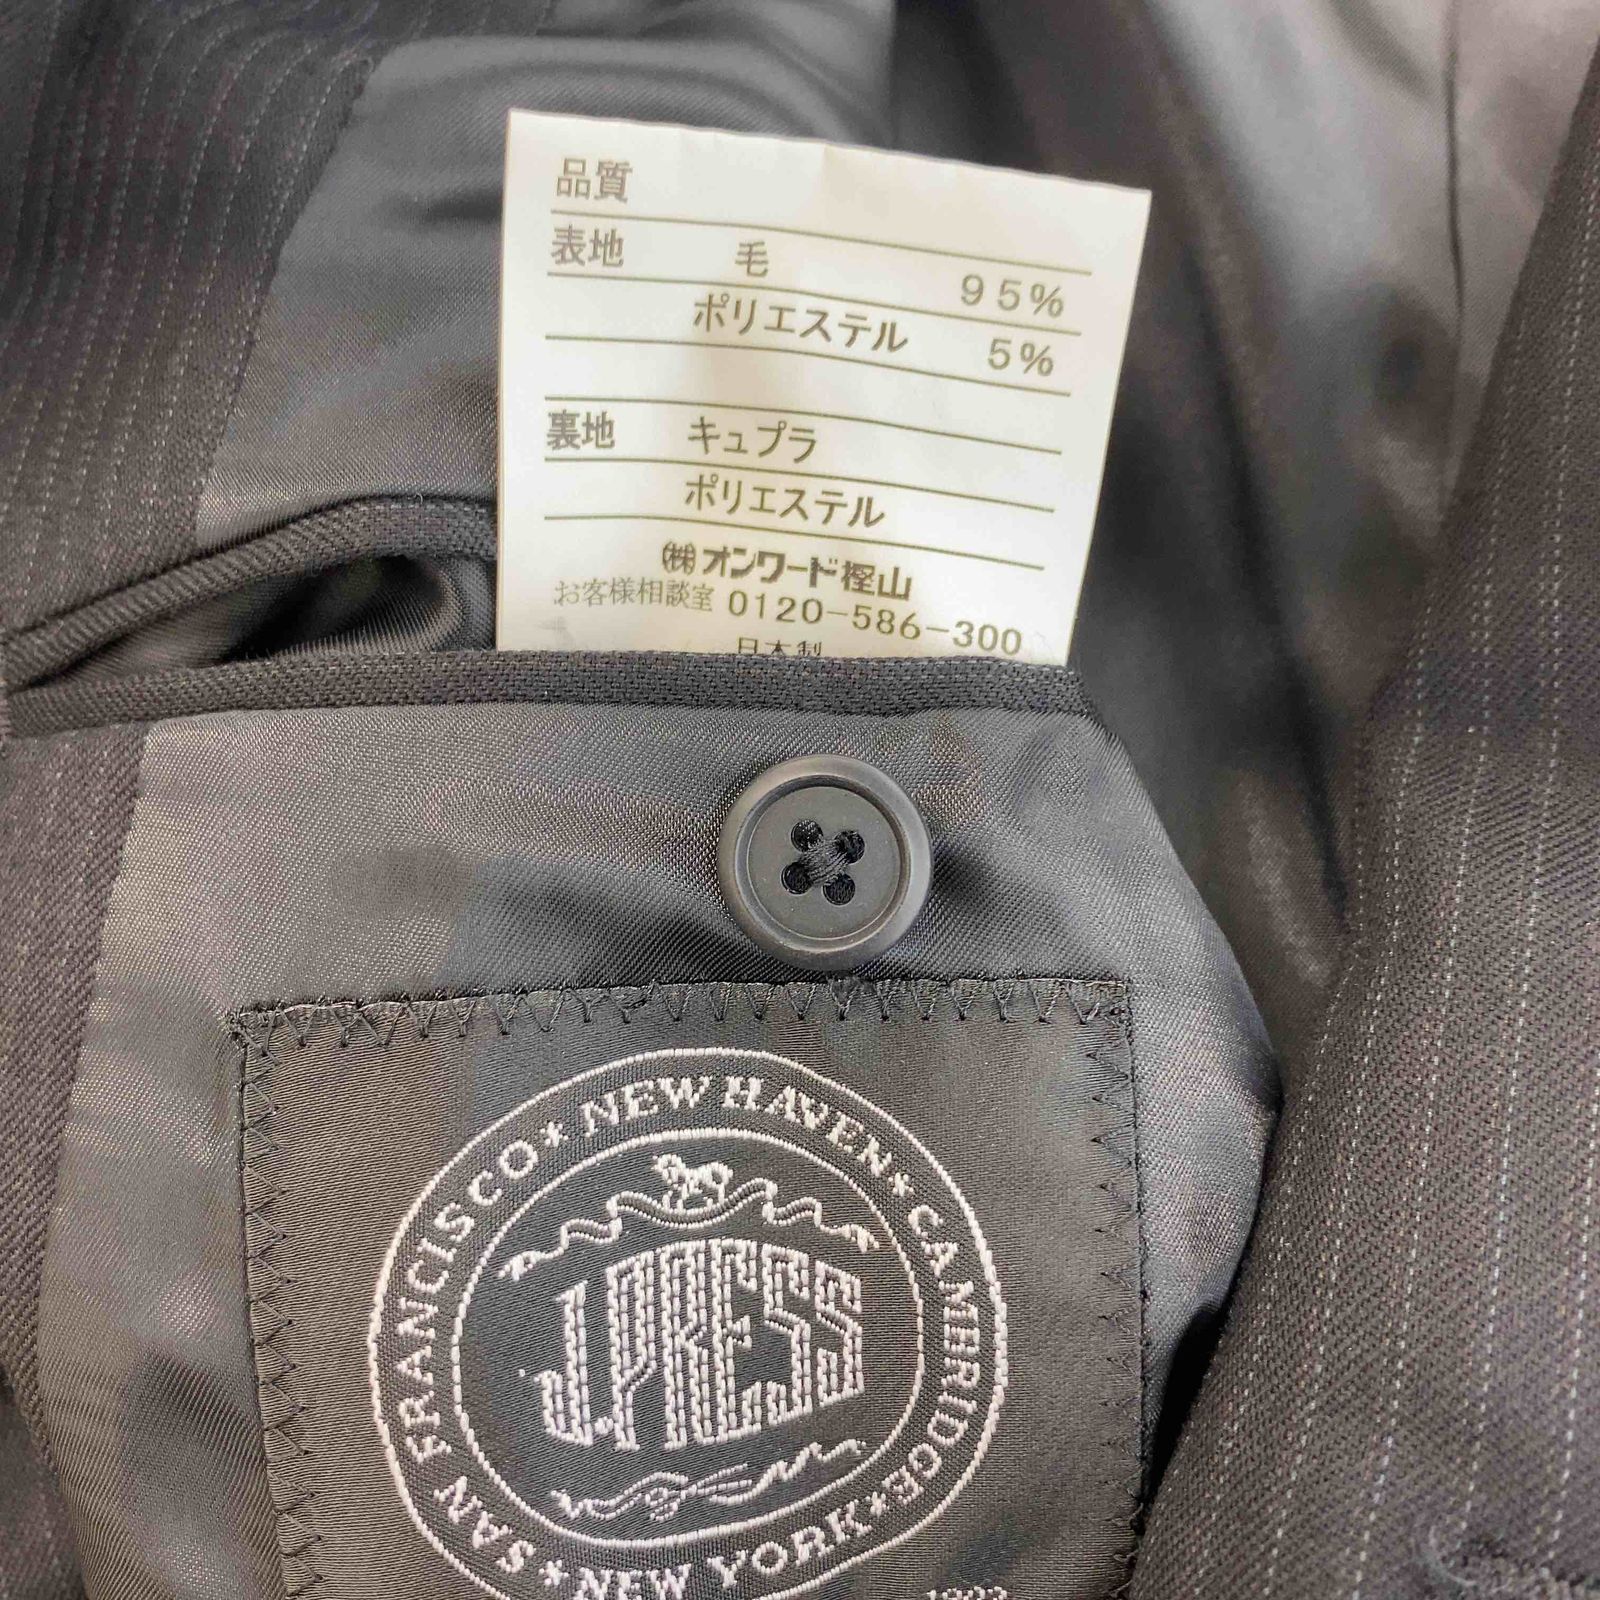 品質
表地 毛 95%
ポリエステル 5%
裏地 キュプラ
ポリエステル
㈱オンワード樫山
お客様相談室 0120-586-300
日本製
NEW HAVEN * CAMBRIDGE * NEW YORK * SAN FRANCISCO *
J.PRESS